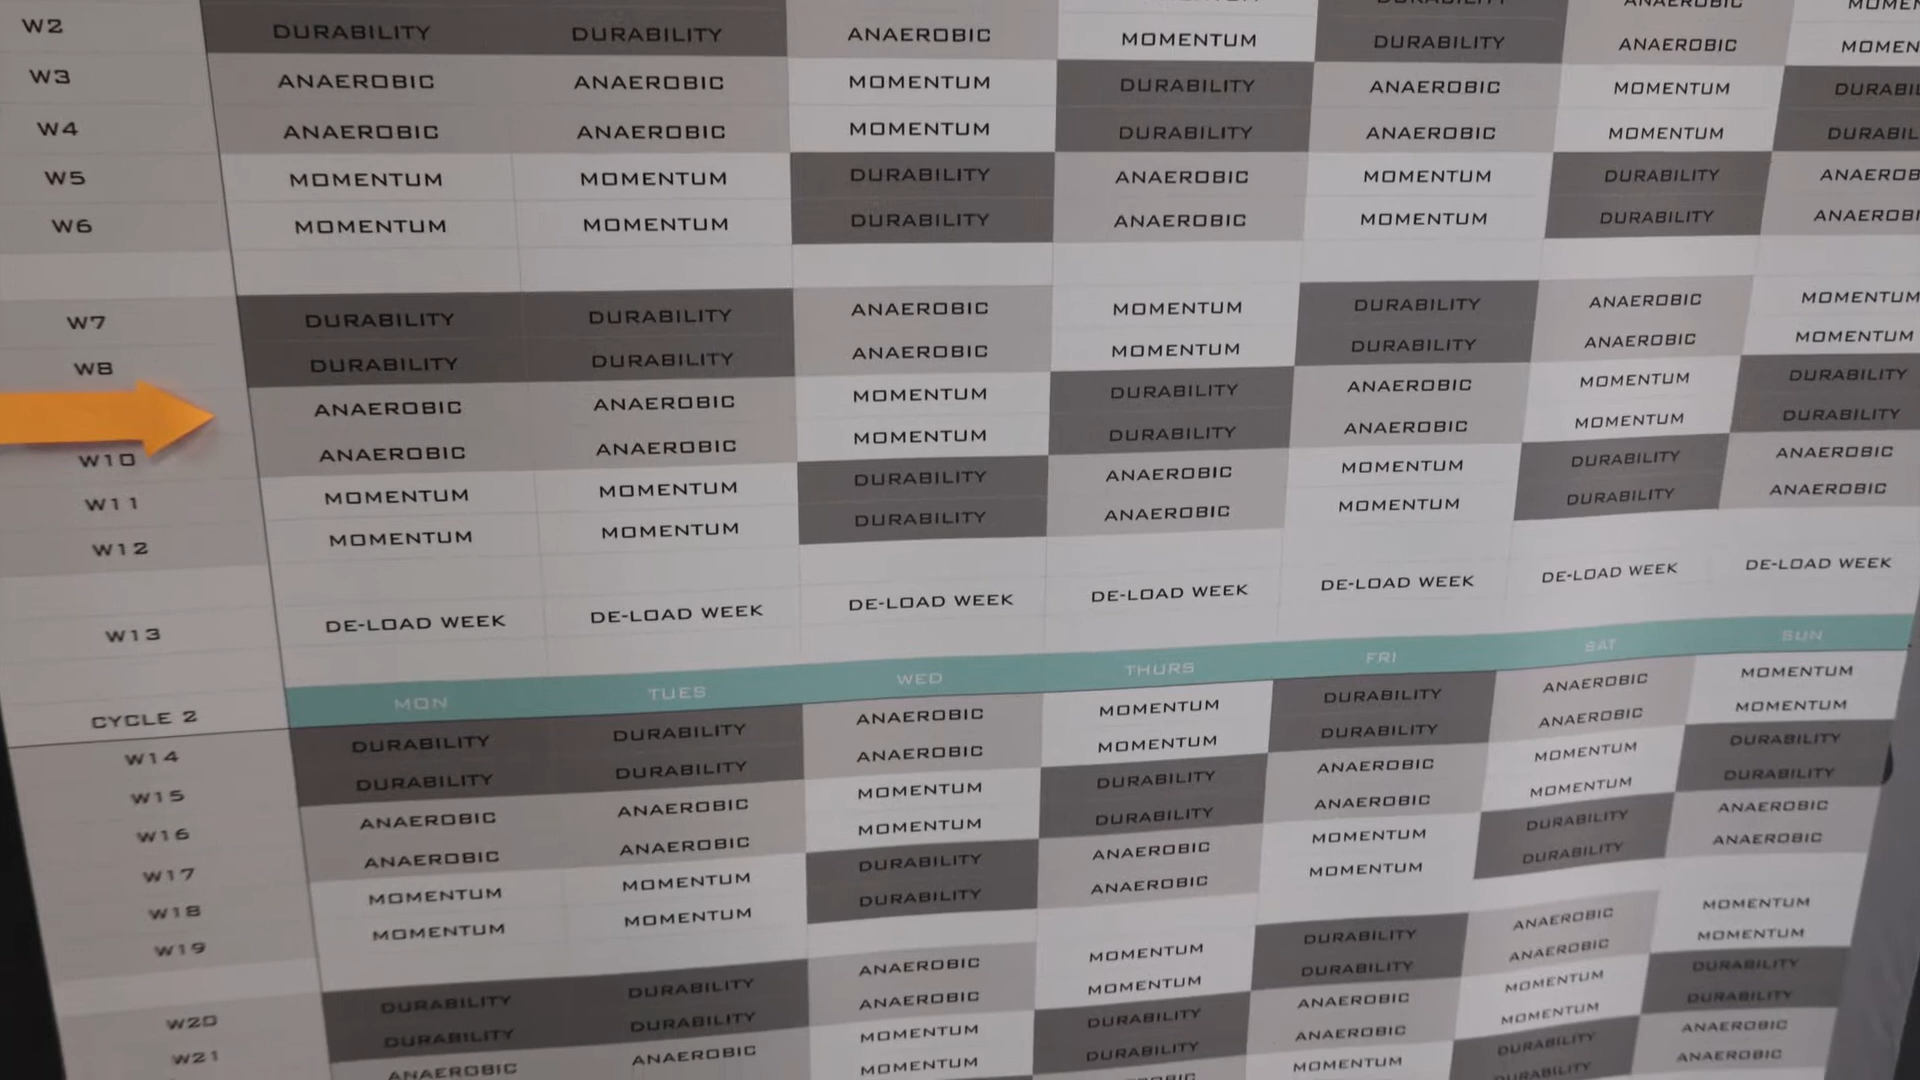 W2 DURABILITY DURABILITY ANAEROBIC MOMENTUM DURABILITY ANAEROBIC
W3 ANAEROBIC ANAEROBIC MOMENTUM DURABILITY ANAEROBIC MOMENTUM
W4 ANAEROBIC ANAEROBIC MOMENTUM DURABILITY ANAEROBIC MOMENTUM
W5 MOMENTUM MOMENTUM DURABILITY ANAEROBIC MOMENTUM DURABILITY
W6 MOMENTUM MOMENTUM DURABILITY ANAEROBIC MOMENTUM DURABILITY
W7 DURABILITY DURABILITY ANAEROBIC MOMENTUM DURABILITY ANAEROBIC MOMENTUM
W8 DURABILITY DURABILITY ANAEROBIC MOMENTUM DURABILITY ANAEROBIC MOMENTUM
ANAEROBIC ANAEROBIC MOMENTUM DURABILITY ANAEROBIC MOMENTUM DURABILITY
W10 ANAEROBIC ANAEROBIC MOMENTUM DURABILITY ANAEROBIC MOMENTUM DURABILITY
W11 MOMENTUM MOMENTUM DURABILITY ANAEROBIC MOMENTUM DURABILITY ANAEROBIC
W12 MOMENTUM MOMENTUM DURABILITY ANAEROBIC MOMENTUM DURABILITY ANAEROBIC
W13 DE-LOAD WEEK DE-LOAD WEEK DE-LOAD WEEK DE-LOAD WEEK DE-LOAD WEEK DE-LOAD WEEK DE-LOAD WEEK
CYCLE 2 MON TUES WED THURS FRI SAT SUN
W14 DURABILITY DURABILITY ANAEROBIC MOMENTUM DURABILITY ANAEROBIC MOMENTUM
W15 DURABILITY DURABILITY ANAEROBIC MOMENTUM DURABILITY ANAEROBIC MOMENTUM
W16 ANAEROBIC ANAEROBIC MOMENTUM DURABILITY ANAEROBIC MOMENTUM DURABILITY
W17 ANAEROBIC ANAEROBIC MOMENTUM DURABILITY ANAEROBIC MOMENTUM DURABILITY
W18 MOMENTUM MOMENTUM DURABILITY ANAEROBIC MOMENTUM DURABILITY ANAEROBIC
W19 MOMENTUM MOMENTUM DURABILITY ANAEROBIC MOMENTUM DURABILITY ANAEROBIC
W20 DURABILITY DURABILITY ANAEROBIC MOMENTUM DURABILITY ANAEROBIC MOMENTUM
W21 DURABILITY DURABILITY ANAEROBIC MOMENTUM DURABILITY ANAEROBIC MOMENTUM
ANAEROBIC ANAEROBIC MOMENTUM DURABILITY ANAEROBIC MOMENTUM DURABILITY
MOMENTUM DURABILITY ANAEROBIC MOMENTUM DURABILITY
MOMENTUM DURABILITY ANAEROBIC
DURABILITY ANAEROBIC